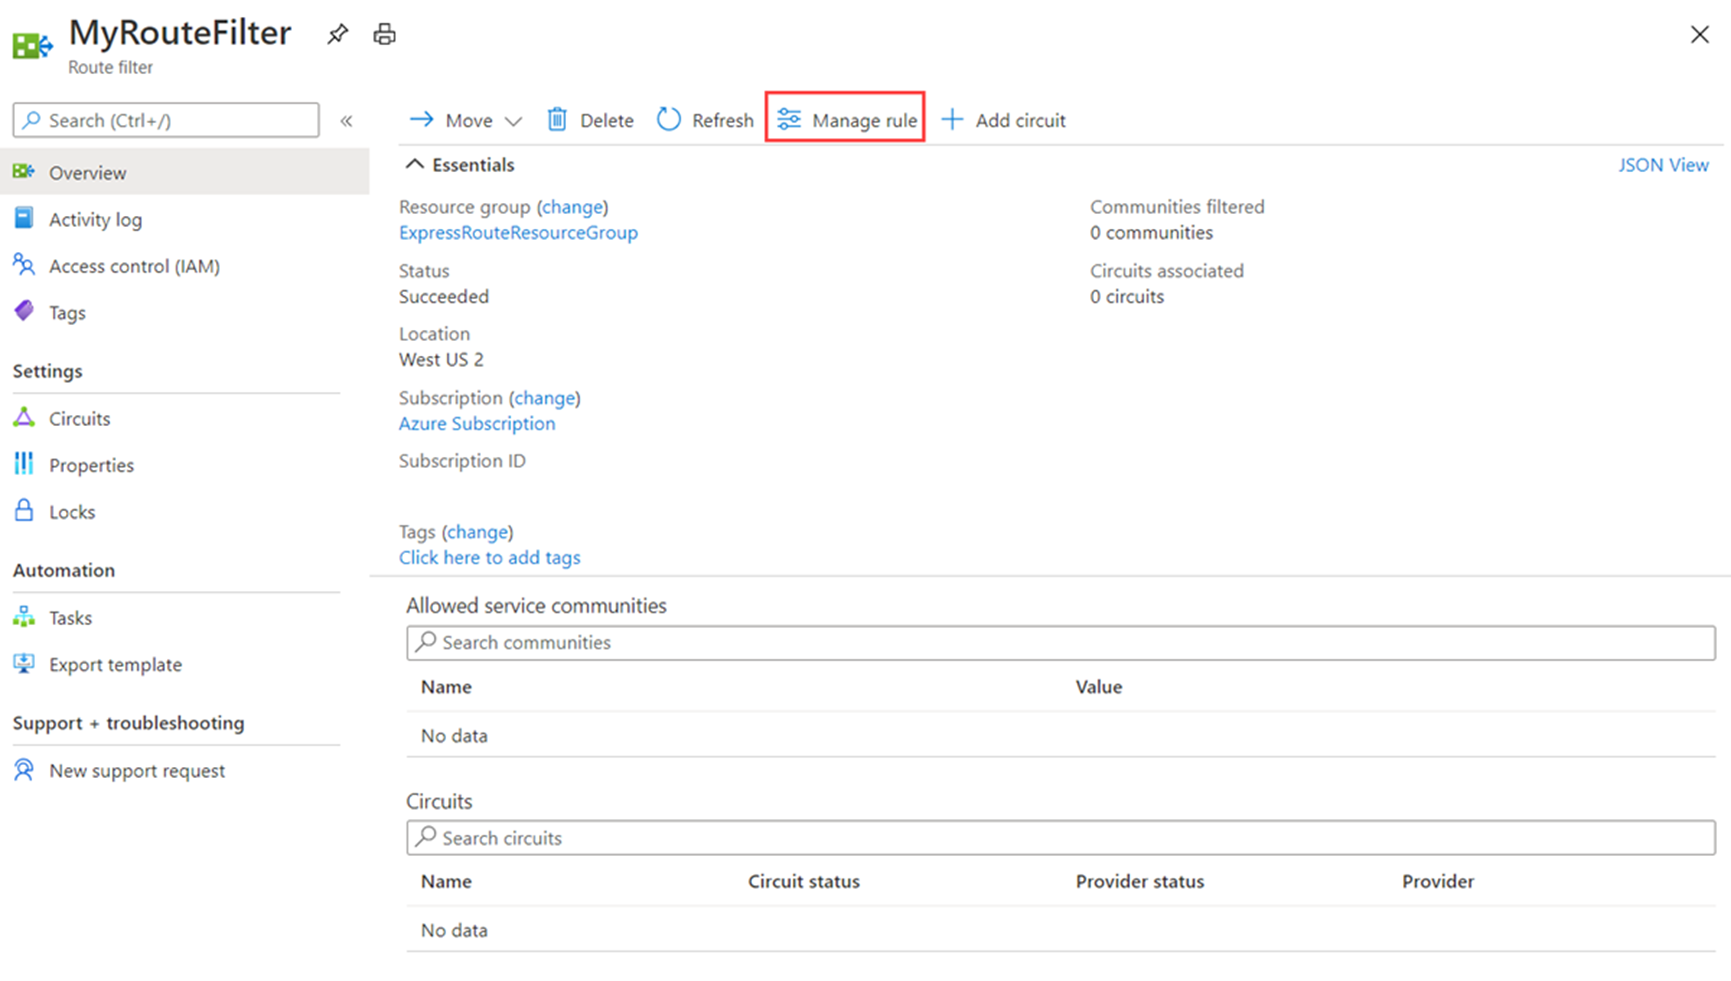 MyRouteFilter
Route filter
Search (Ctrl+/)
«
Overview
Activity log
Access control (IAM)
Tags
Settings
Circuits
Properties
Locks
Automation
Tasks
Export template
Support + troubleshooting
New support request
Move Delete Refresh Manage rule Add circuit
Essentials JSON View
Resource group (change)
ExpressRouteResourceGroup
Status
Succeeded
Location
West US 2
Subscription (change)
Azure Subscription
Subscription ID
Tags (change)
Click here to add tags
Communities filtered
0 communities
Circuits associated
0 circuits
Allowed service communities
Search communities
Name Value
No data
Circuits
Search circuits
Name Circuit status Provider status Provider
No data